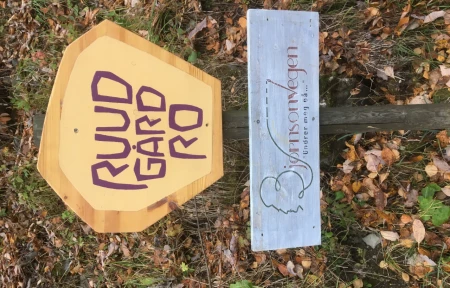 RUUD
GÅRD
RO
Bjørnsonvegen
Undrer meg på...